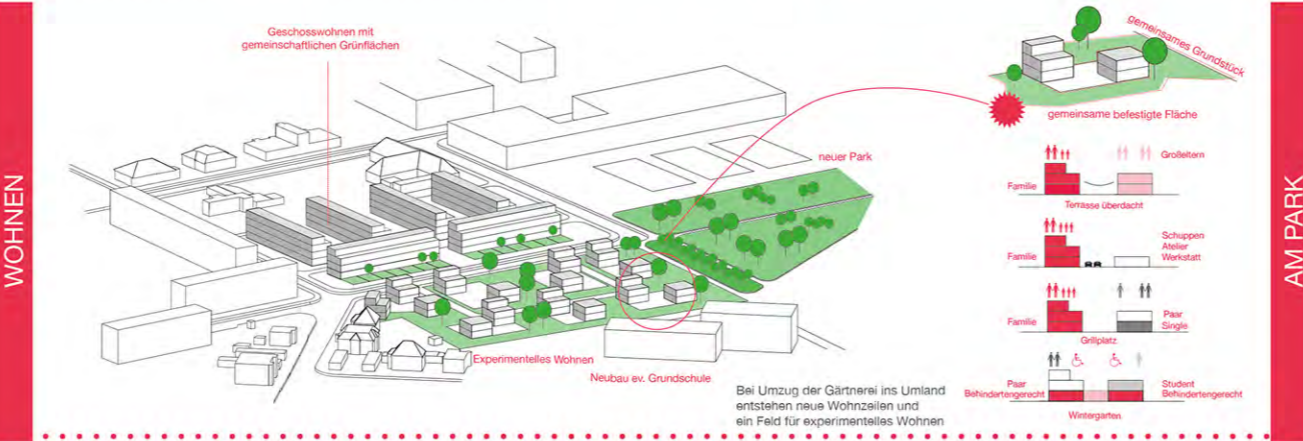 WOHNEN
Geschosswohnen mit
gemeinschaftlichen Grünflächen
neuer Park
Experimentelles Wohnen
Neubau ev. Grundschule
Bei Umzug der Gärtnerei ins Umland
entstehen neue Wohnzeilen und
ein Feld für experimentelles Wohnen
gemeinsames Grundstück
gemeinsame befestigte Fläche
Großeltern
Familie
Terrasse überdacht
Schuppen
Atelier
Werkstatt
Familie
Paar
Single
Familie
Grillplatz
Paar
Behindertengerecht
Student
Behindertengerecht
Wintergarten
AM PARK